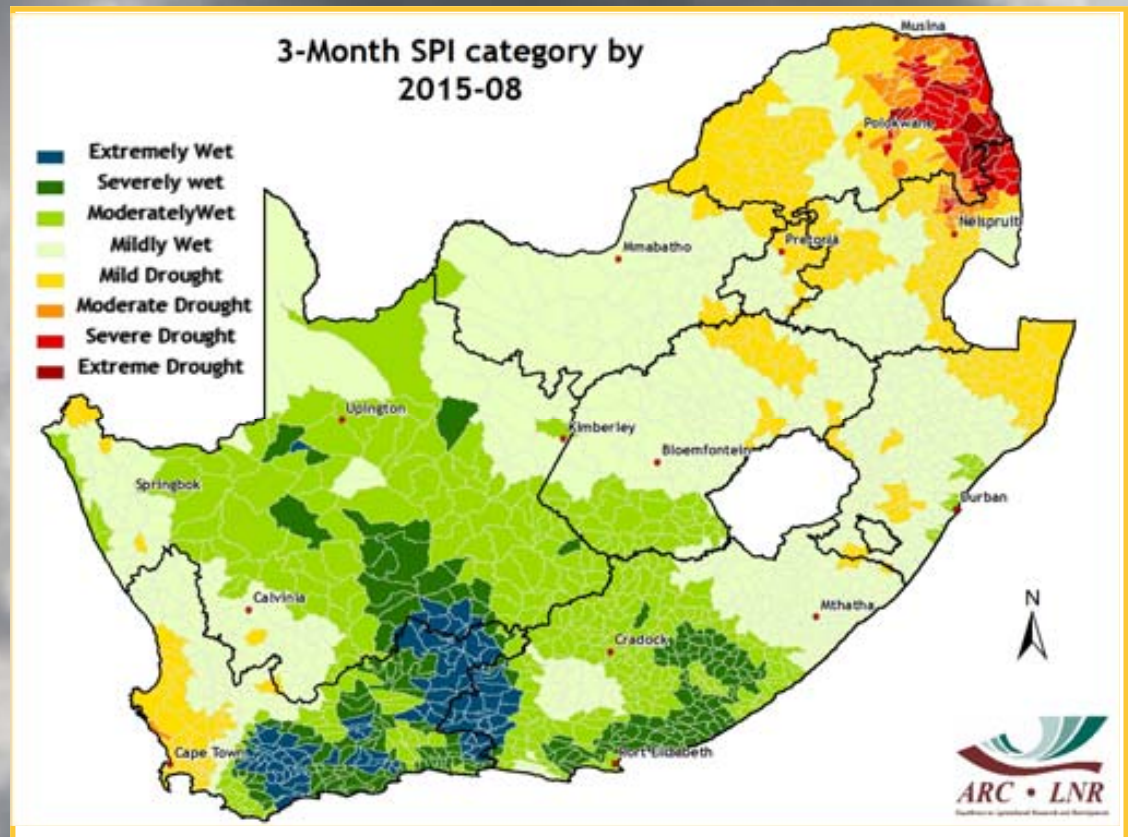 3-Month SPI category by
2015-08
Extremely Wet
Severely wet
ModeratelyWet
Mildly Wet
Mild Drought
Moderate Drought
Severe Drought
Extreme Drought
Musina
Polokwane
Nelspruit
Pretoria
Mmabatho
Upington
Kimberley
Bloemfontein
Springbok
Durban
Calvinia
Mthatha
Cradock
Cape Town
Port Elizabeth
N
ARC • LNR